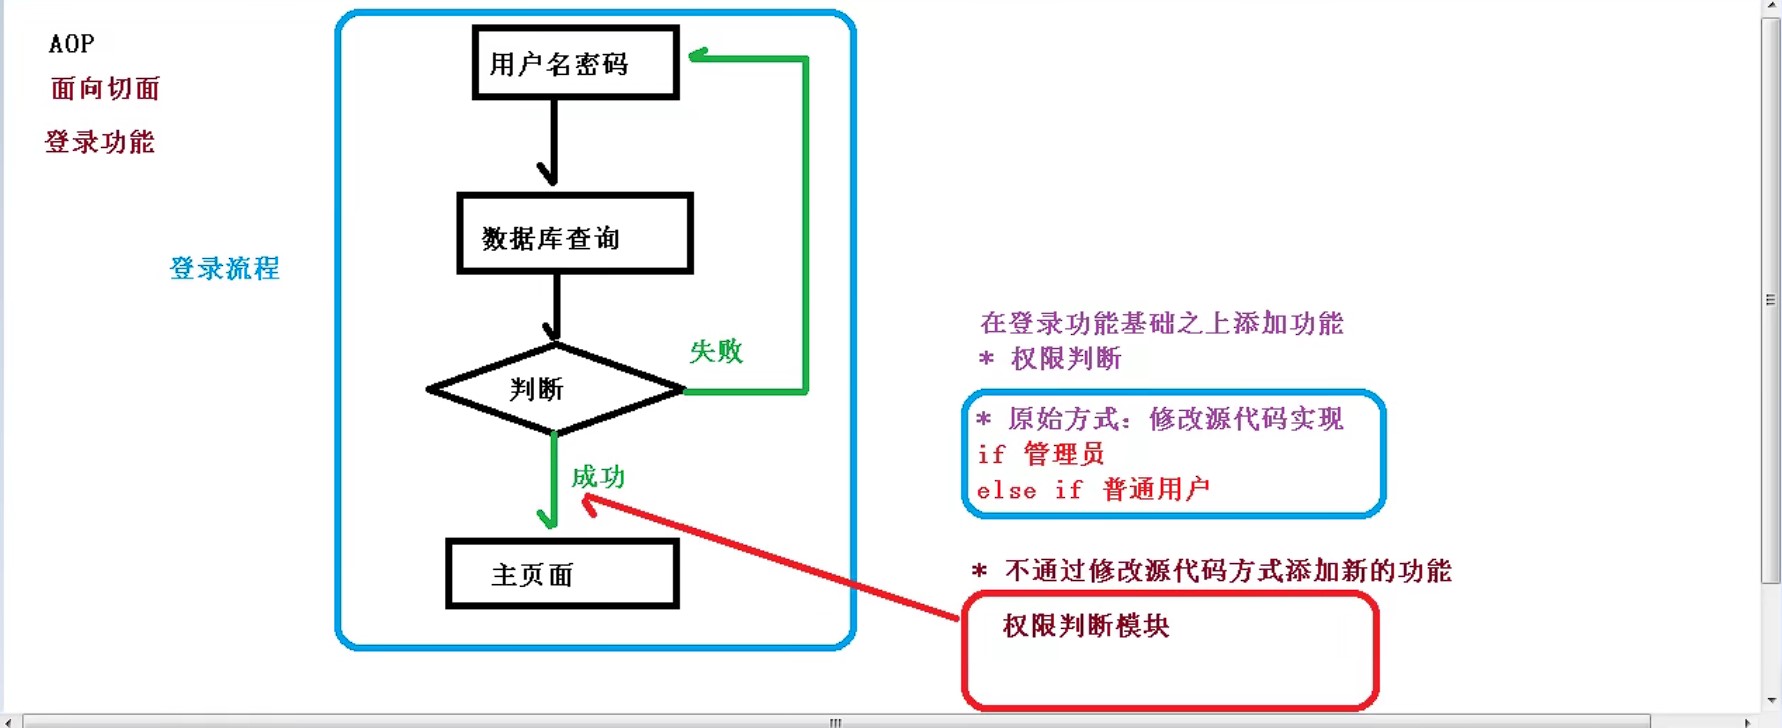 AOP
面向切面
登录功能
登录流程
用户名密码
数据库查询
判断
失败
成功
主页面
在登录功能基础之上添加功能
* 权限判断
* 原始方式：修改源代码实现
if 管理员
else if 普通用户
* 不通过修改源代码方式添加新的功能
权限判断模块